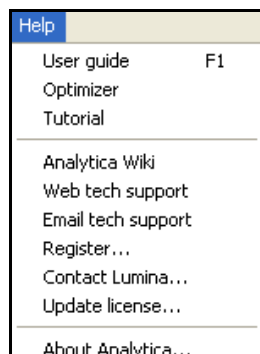 Help
User guide F1
Optimizer
Tutorial
Analytica Wiki
Web tech support
Email tech support
Register...
Contact Lumina...
Update license...
About Analytica...